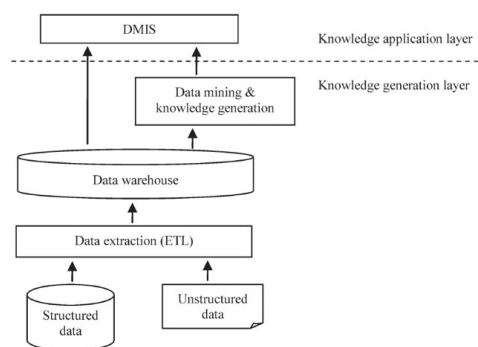 DMIS
Knowledge application layer
Knowledge generation layer
Data mining &
knowledge generation
Data warehouse
Data extraction (ETL)
Structured
data
Unstructured
data